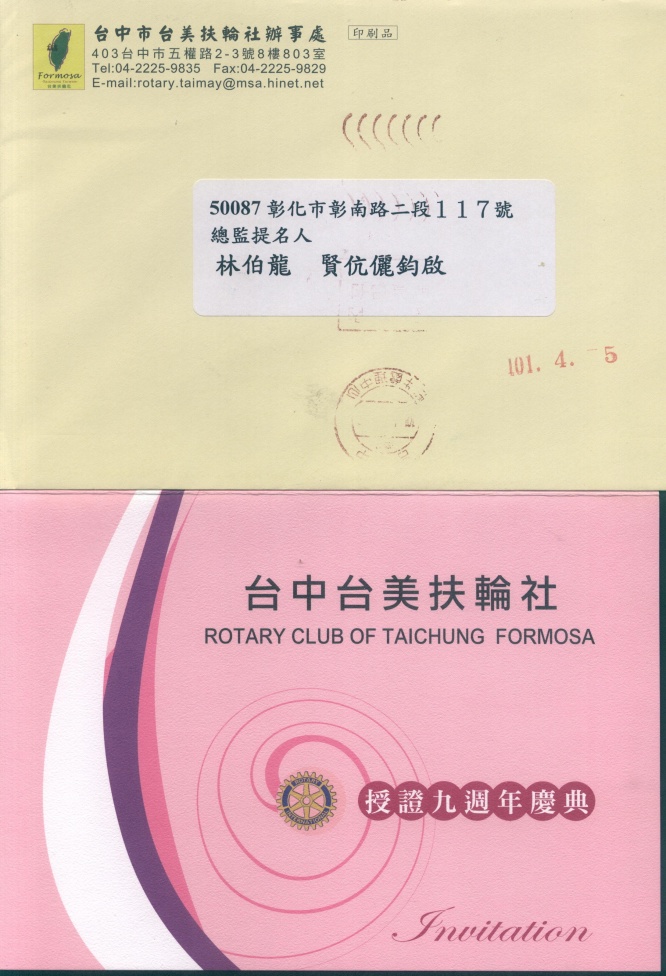 台中市台美扶輪社辦事處
印刷品
403台中市五權路2-3號8樓803室
Tel:04-2225-9835 Fax:04-2225-9829
E-mail:rotary.taimay@msa.hinet.net
Formosa
50087 彰化市彰南路二段１１７號
總監提名人
林伯龍 賢伉儷鈞啟
101. 4. -5
台中台美扶輪社
ROTARY CLUB OF TAICHUNG FORMOSA
ROTARY
INTERNATIONAL
授證九週年慶典
Invitation